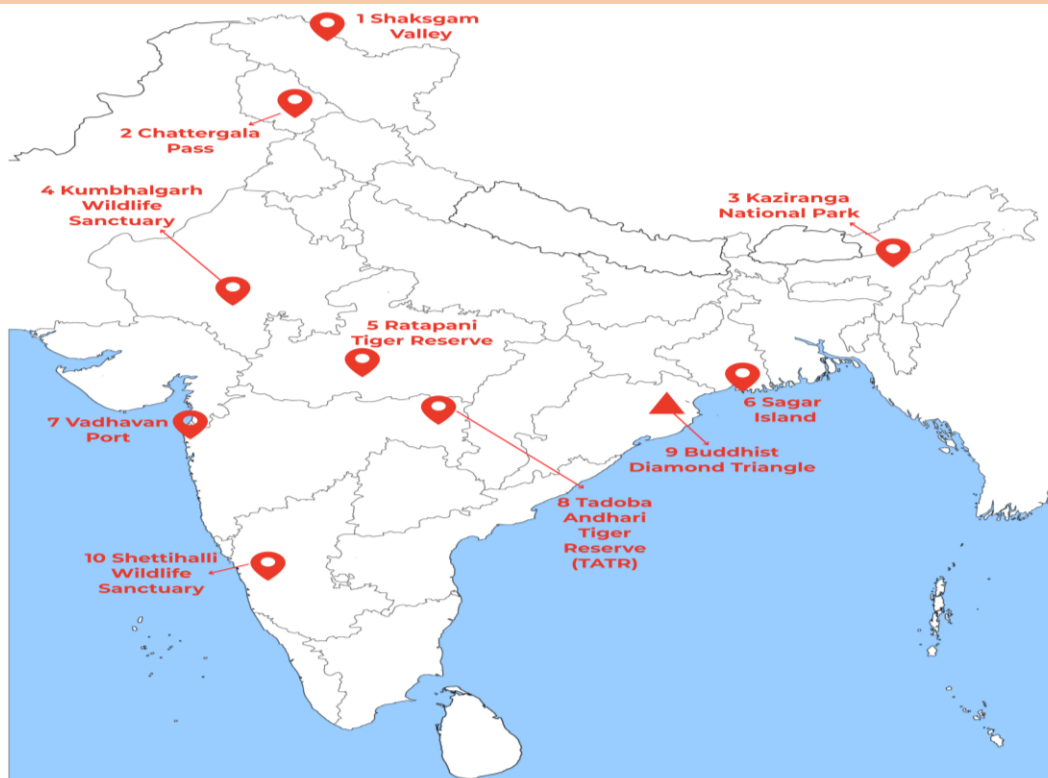 1 Shaksgam
Valley
2 Chattergala
Pass
3 Kaziranga
National Park
4 Kumbhalgarh
Wildlife
Sanctuary
5 Ratapani
Tiger Reserve
6 Sagar
Island
7 Vadhavan
Port
8 Tadoba
Andhari
Tiger
Reserve
(TATR)
9 Buddhist
Diamond Triangle
10 Shettihalli
Wildlife
Sanctuary